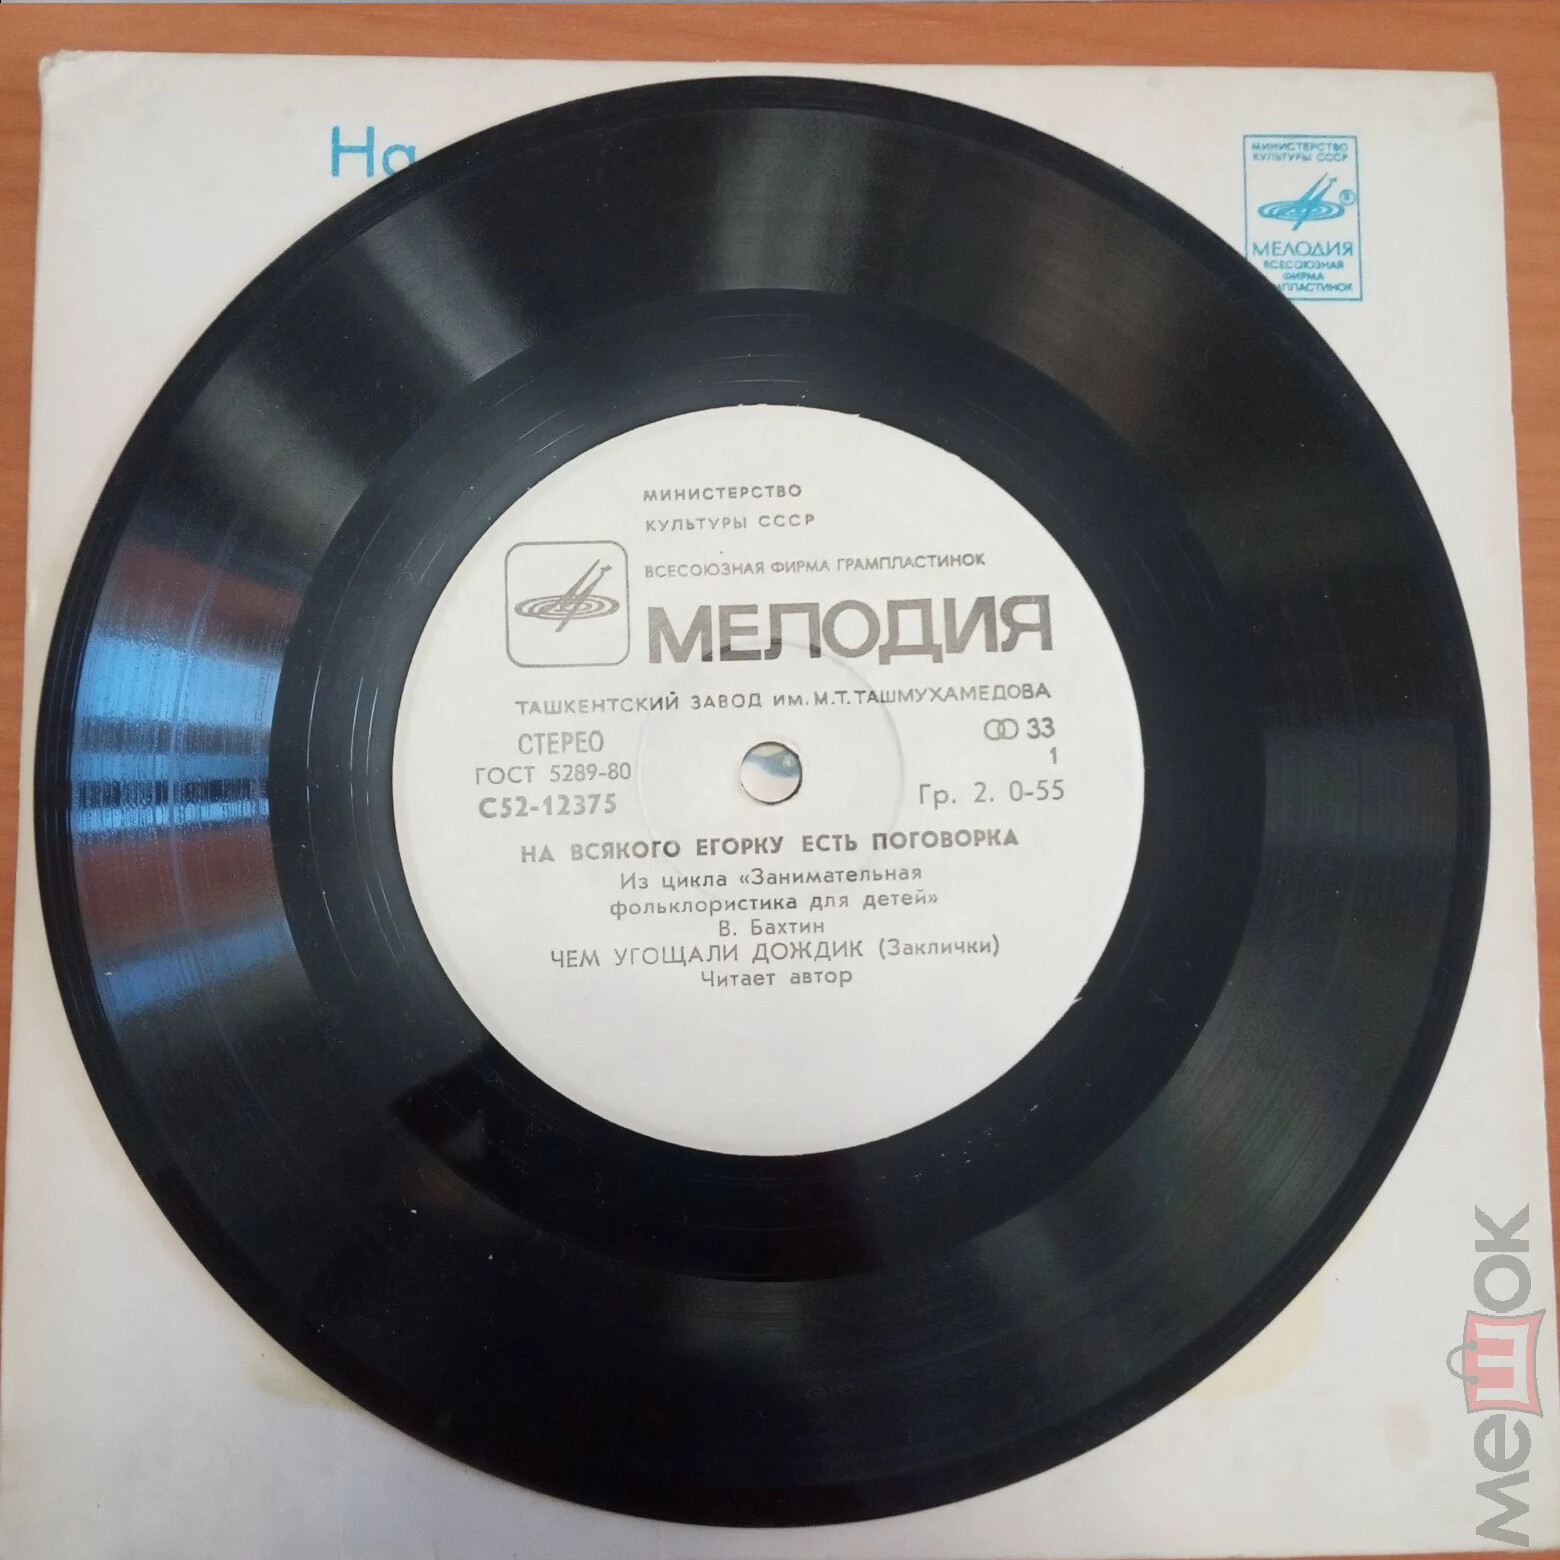 На
МИНИСТЕРСТВО
КУЛЬТУРЫ СССР
МЕЛОДИЯ
ВСЕСОЮЗНАЯ
ФИРМА
МИНИСТЕРСТВО
КУЛЬТУРЫ СССР
ВСЕСОЮЗНАЯ ФИРМА ГРАМПЛАСТИНОК
МЕЛОДИЯ
ТАШКЕНТСКИЙ ЗАВОД ИМ. М.Т. ТАШМУХАМЕДОВА
СТЕРЕО
33
ГОСТ 5289-80
1
С52-12375
Гр. 2. 0-55
НА ВСЯКОГО ЕГОРКУ ЕСТЬ ПОГОВОРКА
Из цикла «Занимательная
фольклористика для детей»
В. Бахтин
ЧЕМ УГОЩАЛИ ДОЖДИК (Заклички)
Читает автор
мешок